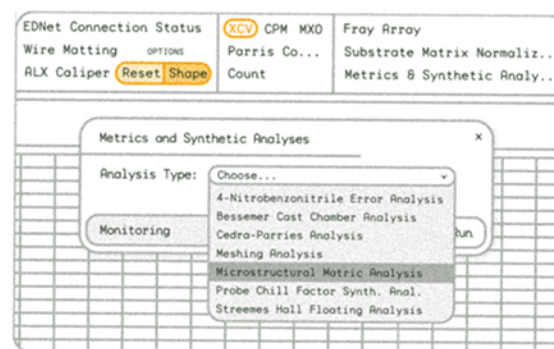 EDNet Connection Status
Wire Matting OPTIONS
ALX Caliper Reset Shape
XCV CPM MXO
Parris Co...
Count
Fray Array
Substrate Matrix Normaliz..
Metrics & Synthetic Analy..
Metrics and Synthetic Analyses x
Analysis Type: Choose...
4-Nitrobenzonitrile Error Analysis
Bessemer Cast Chamber Analysis
Cedra-Parries Analysis
Meshing Analysis
Microstructural Matric Analysis
Probe Chill Factor Synth. Anal.
Streemes Hall Floating Analysis
Monitoring